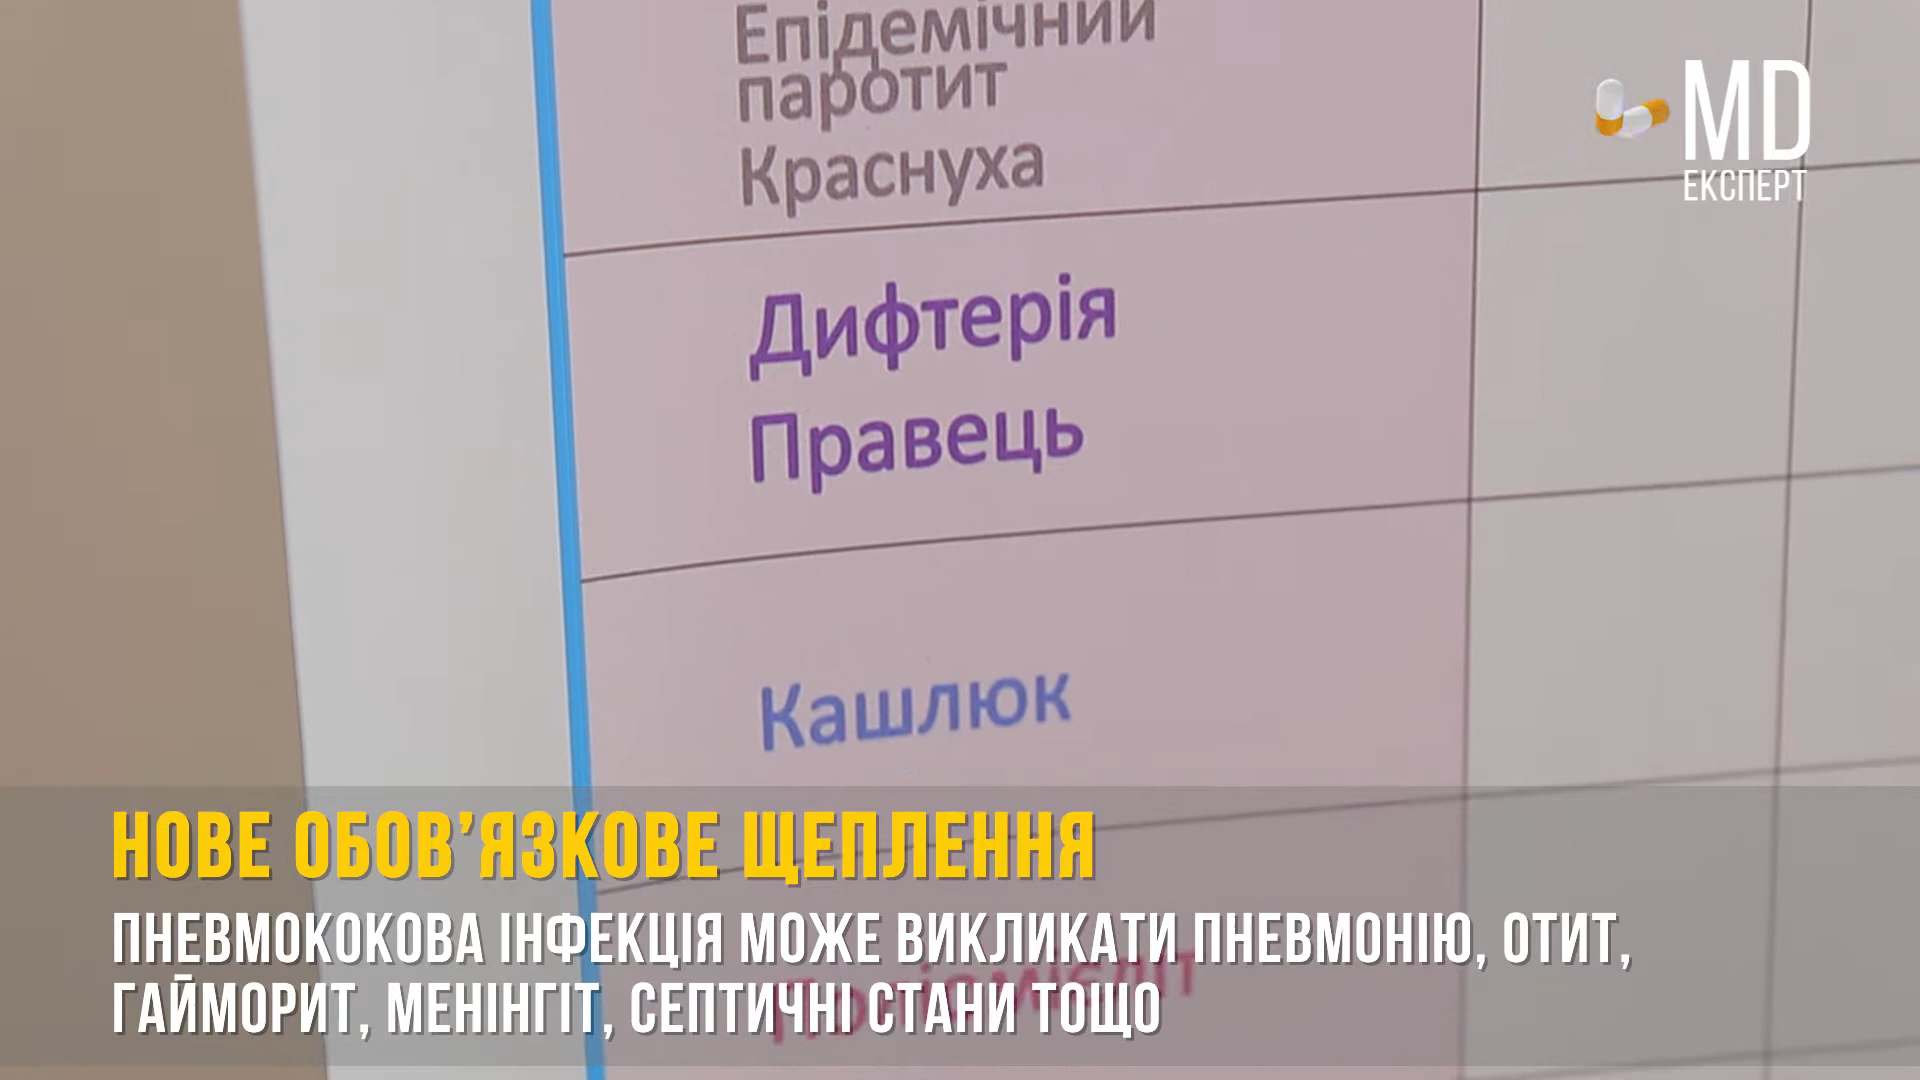 Епідемічний
паротит
Краснуха
MD
ЕКСПЕРТ
Дифтерія
Правець
Кашлюк
НОВЕ ОБОВ’ЯЗКОВЕ ЩЕПЛЕННЯ
ПНЕВМОКОКОВА ІНФЕКЦІЯ МОЖЕ ВИКЛИКАТИ ПНЕВМОНІЮ, ОТИТ,
ГАЙМОРИТ, МЕНІНГІТ, СЕПТИЧНІ СТАНИ ТОЩО
Поліомієліт